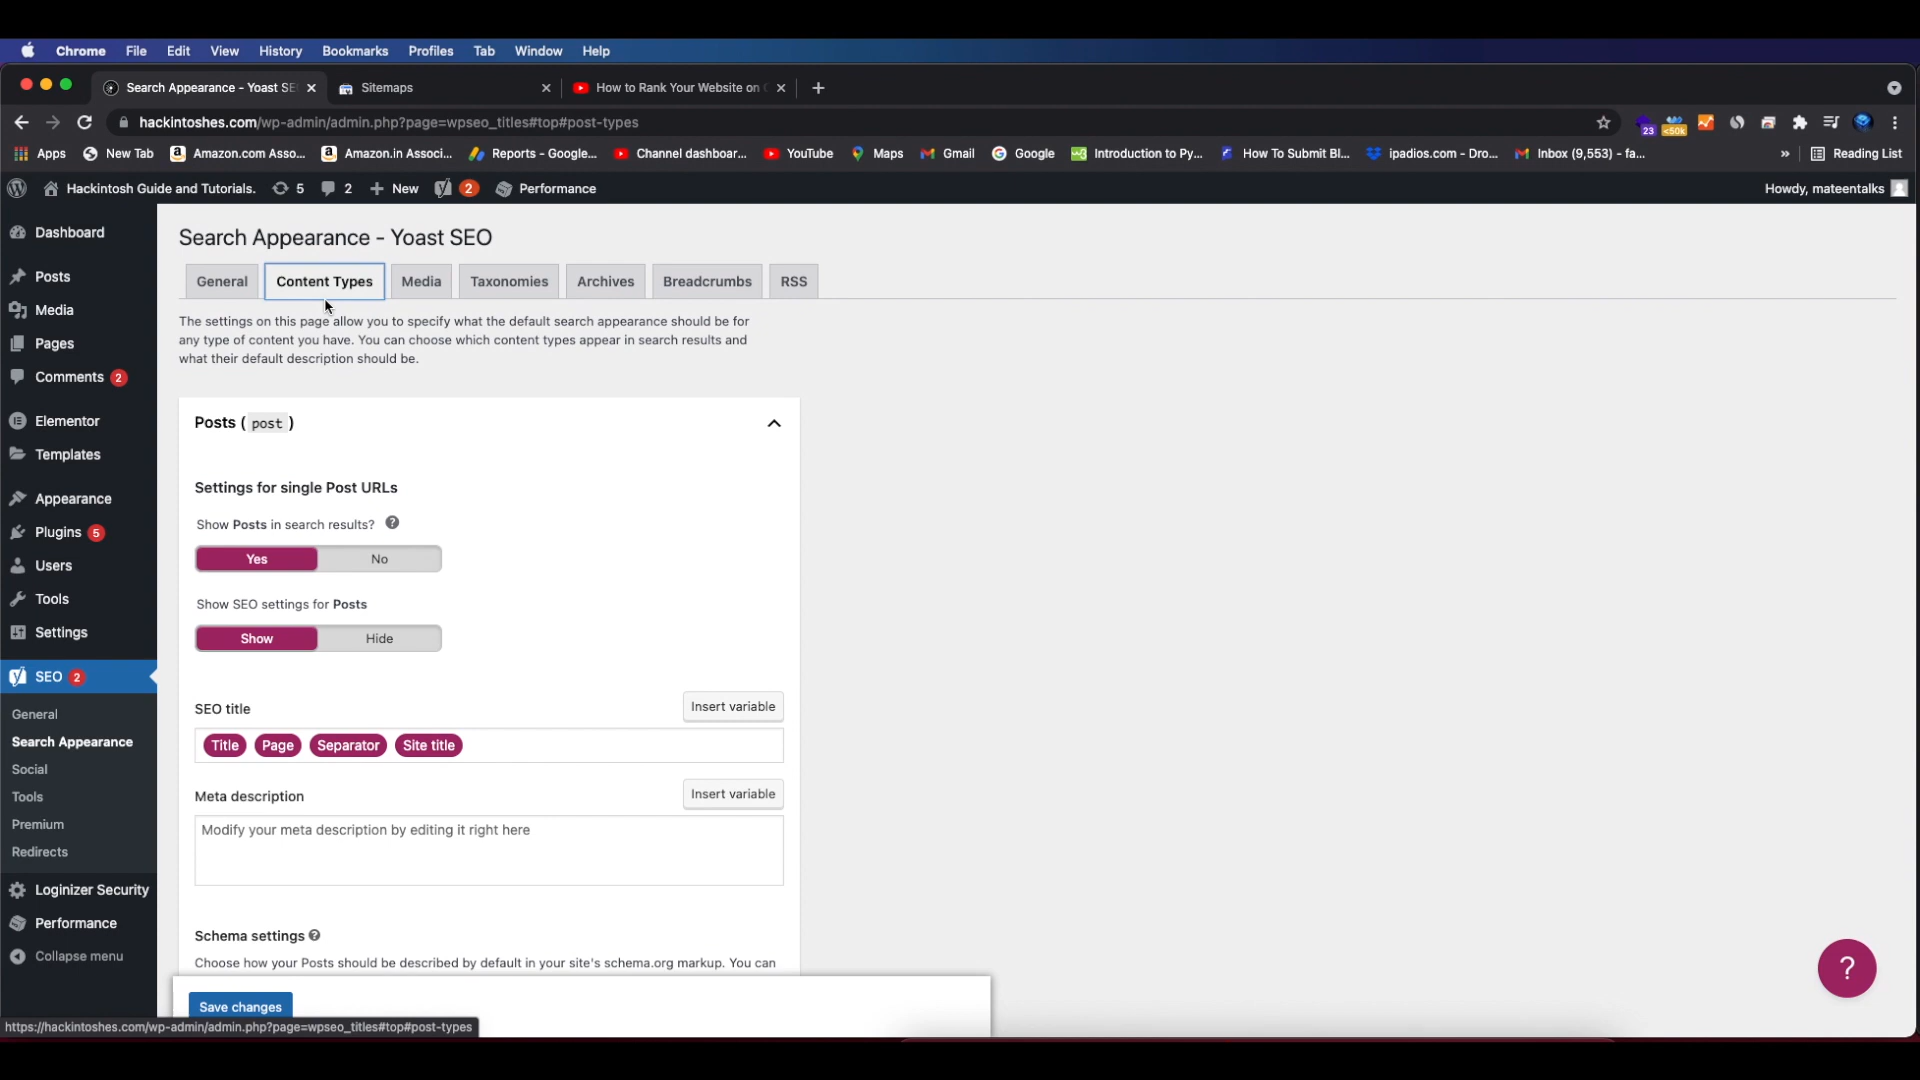 Chrome File Edit View History Bookmarks Profiles Tab Window Help
Search Appearance - Yoast SE Sitemaps How to Rank Your Website on
hackintoshes.com/wp-admin/admin.php?page=wpseo_titles#top#post-types 23 <50k
Apps New Tab Amazon.com Asso... Amazon.in Associ... Reports - Google... Channel dashboar... YouTube Maps Gmail Google Introduction to Py... How To Submit Bl... ipadios.com - Dro... Inbox (9,553) - fa... » Reading List
Hackintosh Guide and Tutorials. 5 2 + New 2 Performance Howdy, mateentalks
Dashboard
Posts
Media
Pages
Comments 2
Elementor
Templates
Appearance
Plugins 5
Users
Tools
Settings
SEO 2
General
Search Appearance
Social
Tools
Premium
Redirects
Loginizer Security
Performance
Collapse menu
Search Appearance - Yoast SEO
General Content Types Media Taxonomies Archives Breadcrumbs RSS
The settings on this page allow you to specify what the default search appearance should be for
any type of content you have. You can choose which content types appear in search results and
what their default description should be.
Posts ( post )
Settings for single Post URLs
Show Posts in search results? ?
Yes No
Show SEO settings for Posts
Show Hide
SEO title Insert variable
Title Page Separator Site title
Meta description Insert variable
Modify your meta description by editing it right here
Schema settings ?
Choose how your Posts should be described by default in your site's schema.org markup. You can
Save changes
?
https://hackintoshes.com/wp-admin/admin.php?page=wpseo_titles#top#post-types